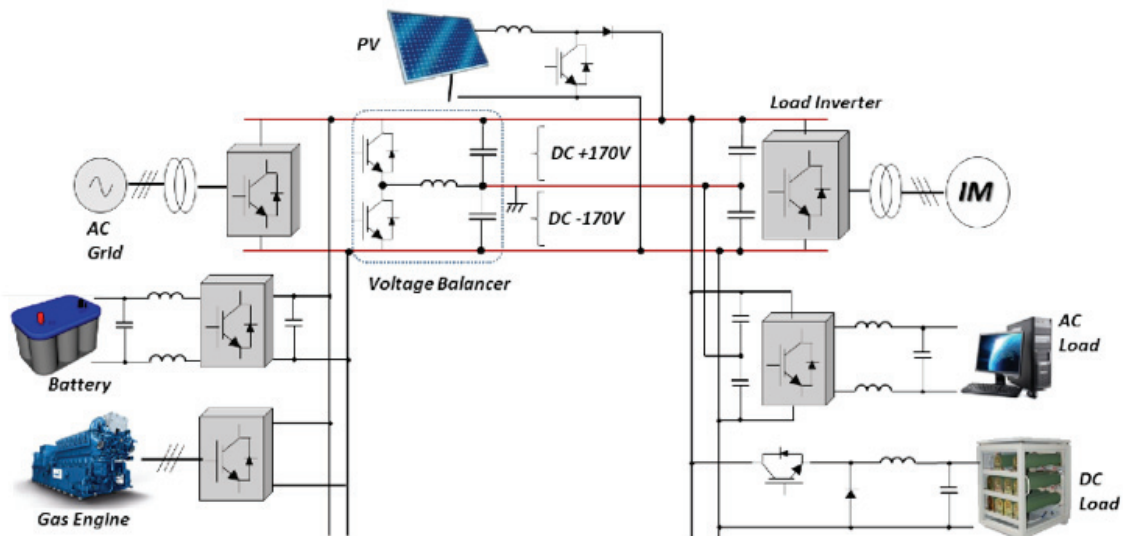 PV
Load Inverter
DC +170V
DC -170V
IM
AC
Grid
Voltage Balancer
AC
Load
Battery
Gas Engine
DC
Load